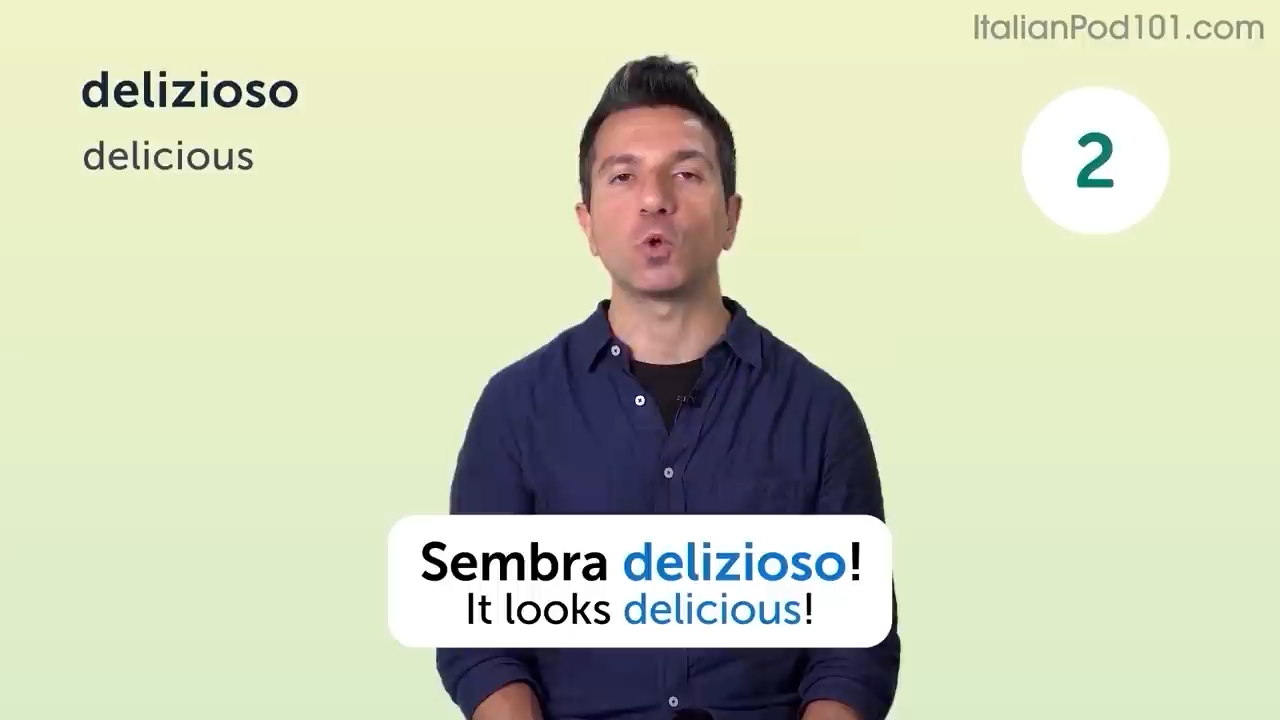 ItalianPod101.com
delizioso
delicious
2
Sembra delizioso!
It looks delicious!